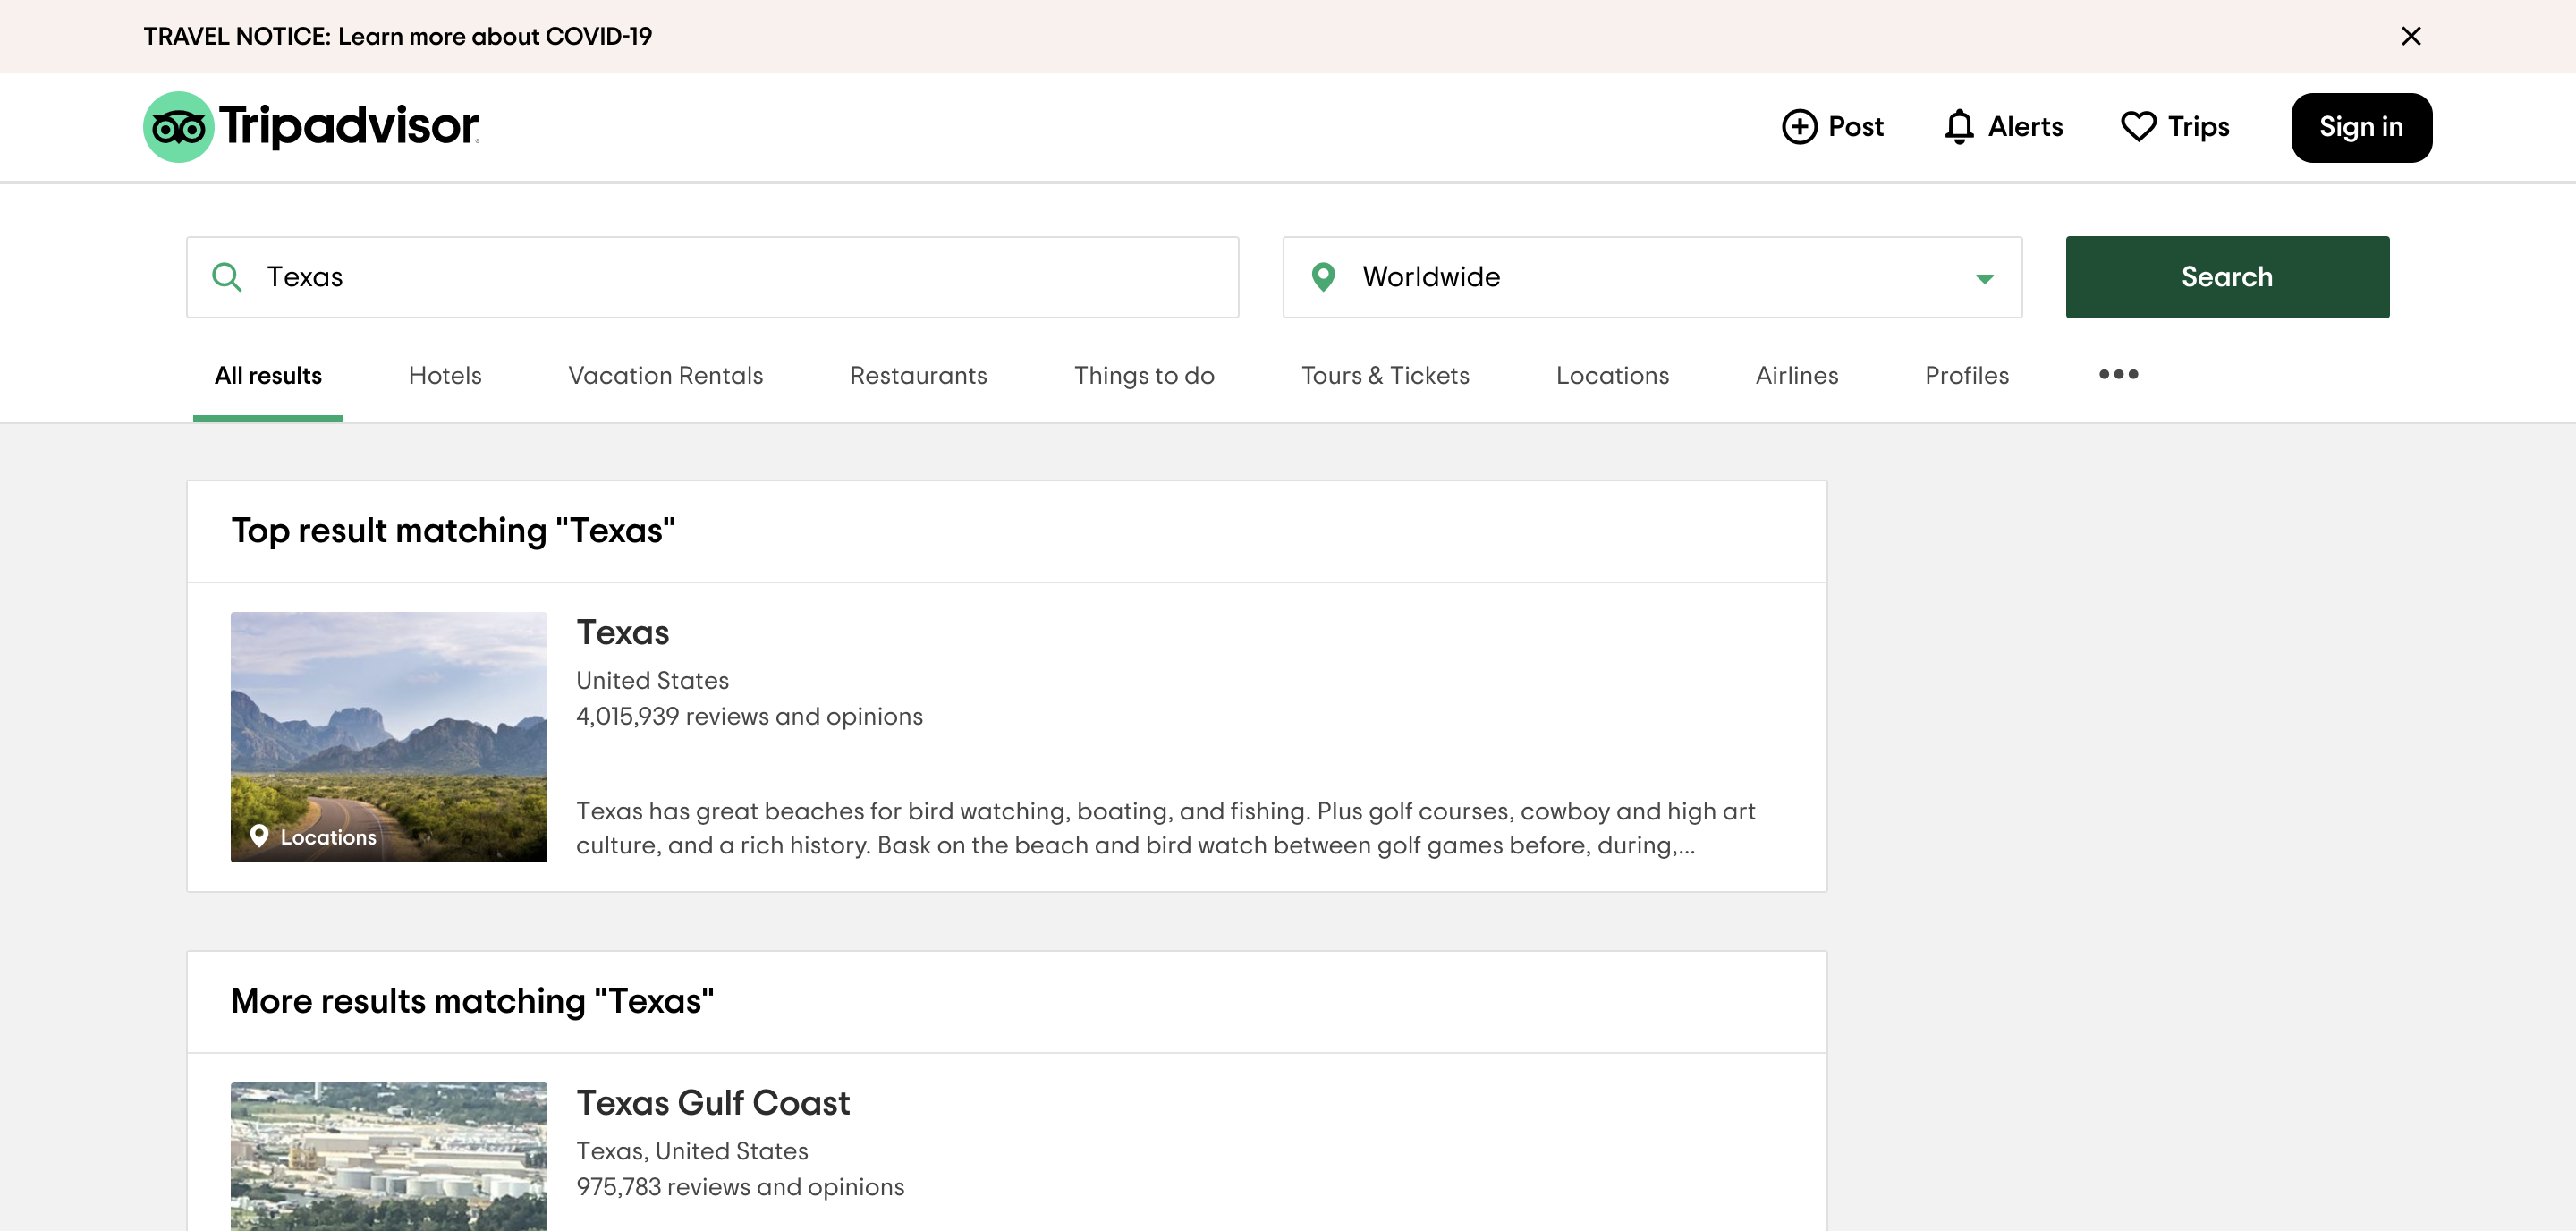 TRAVEL NOTICE: Learn more about COVID-19
Tripadvisor
Post
Alerts
Trips
Sign in
Texas
Worldwide
Search
All results
Hotels
Vacation Rentals
Restaurants
Things to do
Tours & Tickets
Locations
Airlines
Profiles
Top result matching "Texas"
Texas
United States
4,015,939 reviews and opinions
Texas has great beaches for bird watching, boating, and fishing. Plus golf courses, cowboy and high art
culture, and a rich history. Bask on the beach and bird watch between golf games before, during,...
Locations
More results matching "Texas"
Texas Gulf Coast
Texas, United States
975,783 reviews and opinions